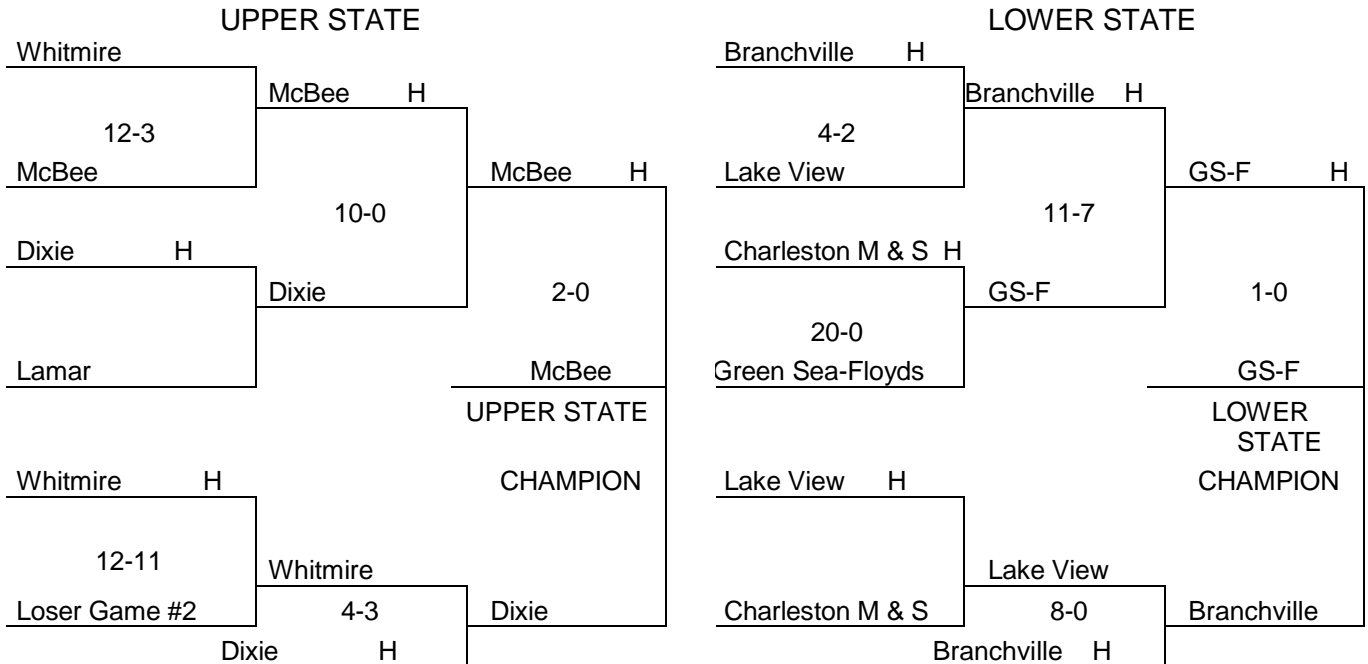 UPPER STATE LOWER STATE
Whitmire Branchville H
McBee H Branchville H
12-3 4-2
McBee McBee H Lake View GS-F H
10-0 11-7
Dixie H Charleston M & S H
Dixie 2-0 GS-F 1-0
20-0
Lamar McBee Green Sea-Floyds GS-F
UPPER STATE LOWER
STATE
Whitmire H CHAMPION Lake View H CHAMPION
12-11
Whitmire Lake View
Loser Game #2 4-3 Dixie Charleston M & S 8-0 Branchville
Dixie H Branchville H